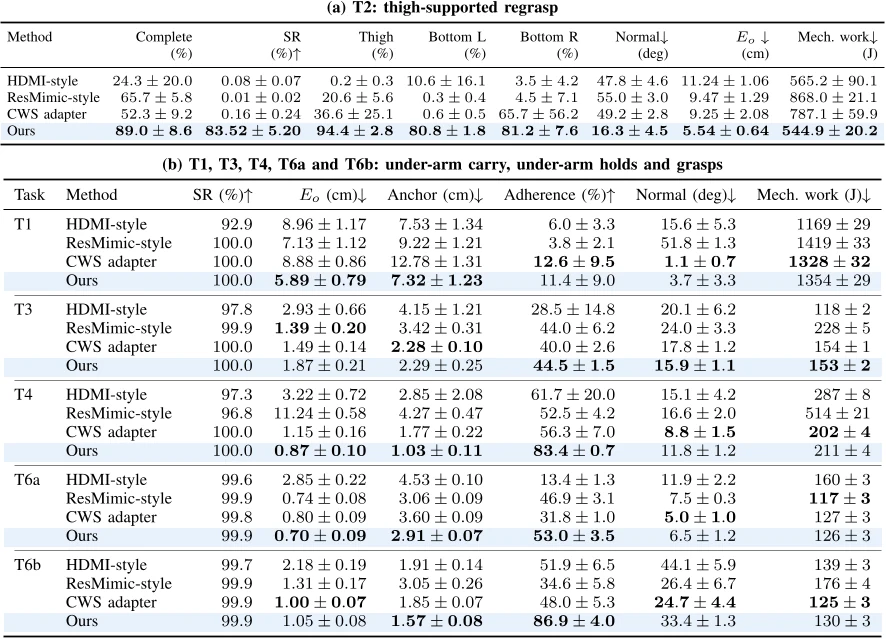 (a) T2: thigh-supported regrasp
Method Complete SR Thigh Bottom L Bottom R Normal↓ E_o ↓ Mech. work↓
(%) (%)↑ (%) (%) (%) (deg) (cm) (J)
HDMI-style 24.3 ± 20.0 0.08 ± 0.07 0.2 ± 0.3 10.6 ± 16.1 3.5 ± 4.2 47.8 ± 4.6 11.24 ± 1.06 565.2 ± 90.1
ResMimic-style 65.7 ± 5.8 0.01 ± 0.02 20.6 ± 5.6 0.3 ± 0.4 4.5 ± 7.1 55.0 ± 3.0 9.47 ± 1.29 868.0 ± 21.1
CWS adapter 52.3 ± 9.2 0.16 ± 0.24 36.6 ± 25.1 0.6 ± 0.5 65.7 ± 56.2 49.2 ± 2.8 9.25 ± 2.08 787.1 ± 59.9
Ours 89.0 ± 8.6 83.52 ± 5.20 94.4 ± 2.8 80.8 ± 1.8 81.2 ± 7.6 16.3 ± 4.5 5.54 ± 0.64 544.9 ± 20.2
(b) T1, T3, T4, T6a and T6b: under-arm carry, under-arm holds and grasps
Task Method SR (%)↑ E_o (cm)↓ Anchor (cm)↓ Adherence (%)↑ Normal (deg)↓ Mech. work (J)↓
T1 HDMI-style 92.9 8.96 ± 1.17 7.53 ± 1.34 6.0 ± 3.3 15.6 ± 5.3 1169 ± 29
ResMimic-style 100.0 7.13 ± 1.12 9.22 ± 1.21 3.8 ± 2.1 51.8 ± 1.3 1419 ± 33
CWS adapter 100.0 8.88 ± 0.86 12.78 ± 1.31 12.6 ± 9.5 1.1 ± 0.7 1328 ± 32
Ours 100.0 5.89 ± 0.79 7.32 ± 1.23 11.4 ± 9.0 3.7 ± 3.3 1354 ± 29
T3 HDMI-style 97.8 2.93 ± 0.66 4.15 ± 1.21 28.5 ± 14.8 20.1 ± 6.2 118 ± 2
ResMimic-style 99.9 1.39 ± 0.20 3.42 ± 0.31 44.0 ± 6.2 24.0 ± 3.3 228 ± 5
CWS adapter 100.0 1.49 ± 0.14 2.28 ± 0.10 40.0 ± 2.6 17.8 ± 1.2 154 ± 1
Ours 100.0 1.87 ± 0.21 2.29 ± 0.25 44.5 ± 1.5 15.9 ± 1.1 153 ± 2
T4 HDMI-style 97.3 3.22 ± 0.72 2.85 ± 2.08 61.7 ± 20.0 15.1 ± 4.2 287 ± 8
ResMimic-style 96.8 11.24 ± 0.58 4.27 ± 0.47 52.5 ± 4.2 16.6 ± 2.0 514 ± 21
CWS adapter 100.0 1.15 ± 0.16 1.77 ± 0.22 56.3 ± 7.0 8.8 ± 1.5 202 ± 4
Ours 100.0 0.87 ± 0.10 1.03 ± 0.11 83.4 ± 0.7 11.8 ± 1.2 211 ± 4
T6a HDMI-style 99.6 2.85 ± 0.22 4.53 ± 0.10 13.4 ± 1.3 11.9 ± 2.2 160 ± 3
ResMimic-style 99.9 0.74 ± 0.08 3.06 ± 0.09 46.9 ± 3.1 7.5 ± 0.3 117 ± 3
CWS adapter 99.8 0.80 ± 0.09 3.60 ± 0.09 31.8 ± 1.0 5.0 ± 1.0 127 ± 3
Ours 99.9 0.70 ± 0.09 2.91 ± 0.07 53.0 ± 3.5 6.5 ± 1.2 126 ± 3
T6b HDMI-style 99.7 2.18 ± 0.19 1.91 ± 0.14 51.9 ± 6.5 44.1 ± 5.9 139 ± 3
ResMimic-style 99.9 1.31 ± 0.17 3.05 ± 0.26 34.6 ± 5.8 26.4 ± 6.7 176 ± 4
CWS adapter 99.9 1.00 ± 0.07 1.85 ± 0.07 48.0 ± 5.3 24.7 ± 4.4 125 ± 3
Ours 99.9 1.05 ± 0.08 1.57 ± 0.08 86.9 ± 4.0 33.4 ± 1.3 130 ± 3